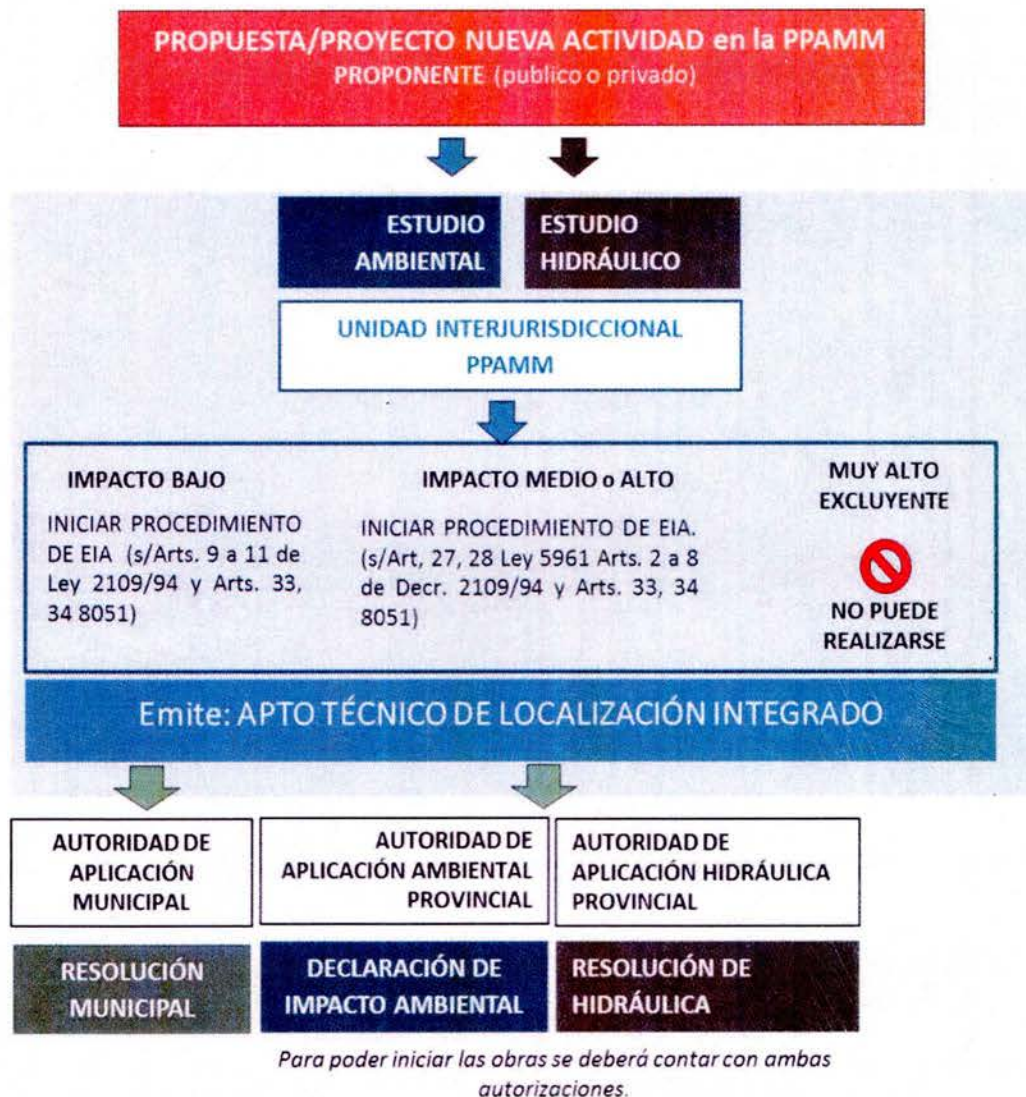 PROPUESTA/PROYECTO NUEVA ACTIVIDAD en la PPAMM
PROPONENTE (publico o privado)
ESTUDIO
AMBIENTAL
ESTUDIO
HIDRÁULICO
UNIDAD INTERJURISDICCIONAL
PPAMM
IMPACTO BAJO
INICIAR PROCEDIMIENTO
DE EIA (s/Arts. 9 a 11 de
Ley 2109/94 y Arts. 33,
34 8051)
IMPACTO MEDIO o ALTO
INICIAR PROCEDIMIENTO DE EIA.
(s/Art, 27, 28 Ley 5961 Arts. 2 a 8
de Decr. 2109/94 y Arts. 33, 34
8051)
MUY ALTO
EXCLUYENTE
NO PUEDE
REALIZARSE
Emite: APTO TÉCNICO DE LOCALIZACIÓN INTEGRADO
AUTORIDAD DE
APLICACIÓN
MUNICIPAL
AUTORIDAD DE
APLICACIÓN AMBIENTAL
PROVINCIAL
AUTORIDAD DE
APLICACIÓN HIDRÁULICA
PROVINCIAL
RESOLUCIÓN
MUNICIPAL
DECLARACIÓN DE
IMPACTO AMBIENTAL
RESOLUCIÓN DE
HIDRÁULICA
Para poder iniciar las obras se deberá contar con ambas
autorizaciones.